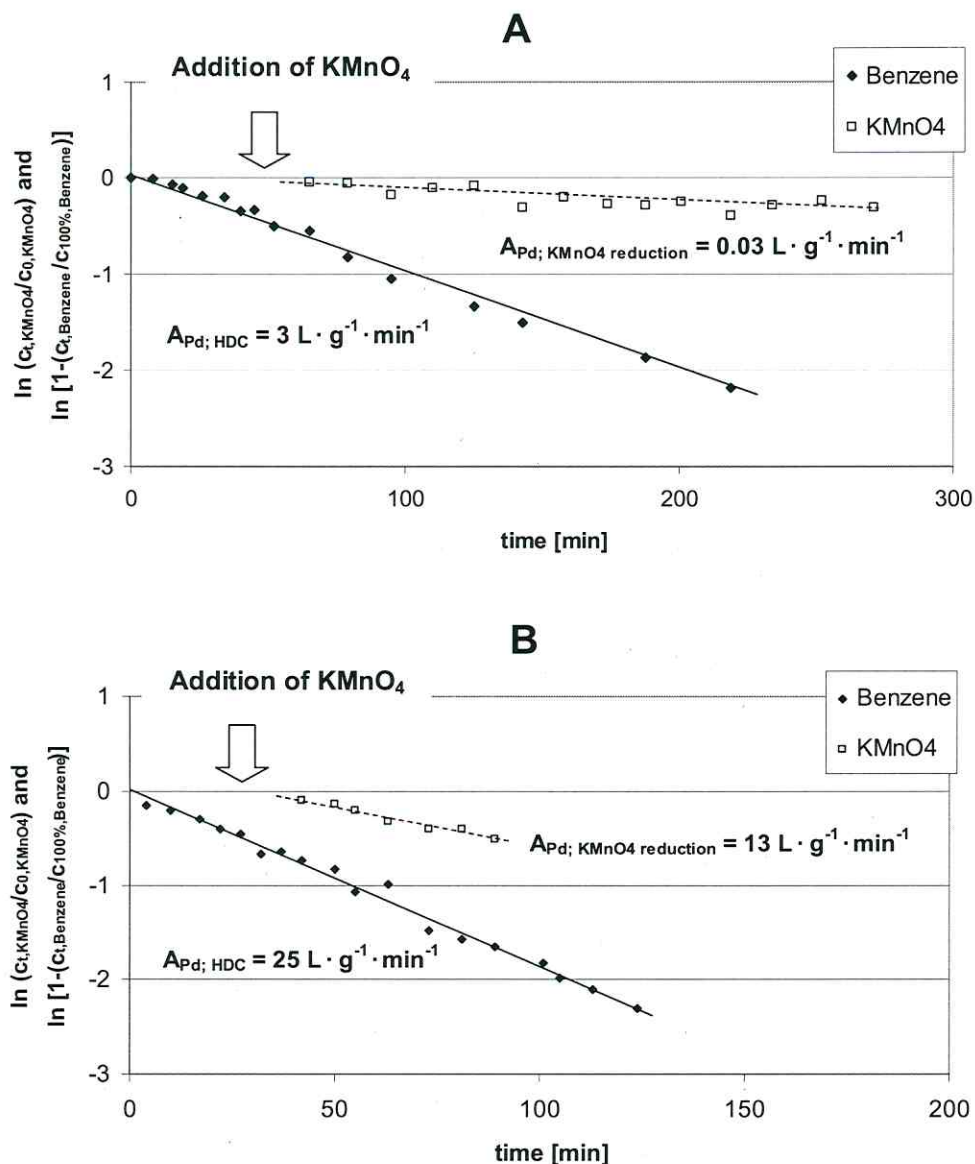 A
Addition of KMnO₄
Benzene
KMnO4
ln (ct,KMnO4/c0,KMnO4) and
ln [1-(ct,Benzene/c100%,Benzene)]
1
0
-1
-2
-3
APd; KMnO4 reduction = 0.03 L · g⁻¹ · min⁻¹
APd; HDC = 3 L · g⁻¹ · min⁻¹
0
100
200
300
time [min]
B
Addition of KMnO₄
Benzene
KMnO4
ln (ct,KMnO4/c0,KMnO4) and
ln [1-(ct,Benzene/c100%,Benzene)]
1
0
-1
-2
-3
APd; KMnO4 reduction = 13 L · g⁻¹ · min⁻¹
APd; HDC = 25 L · g⁻¹ · min⁻¹
0
50
100
150
200
time [min]